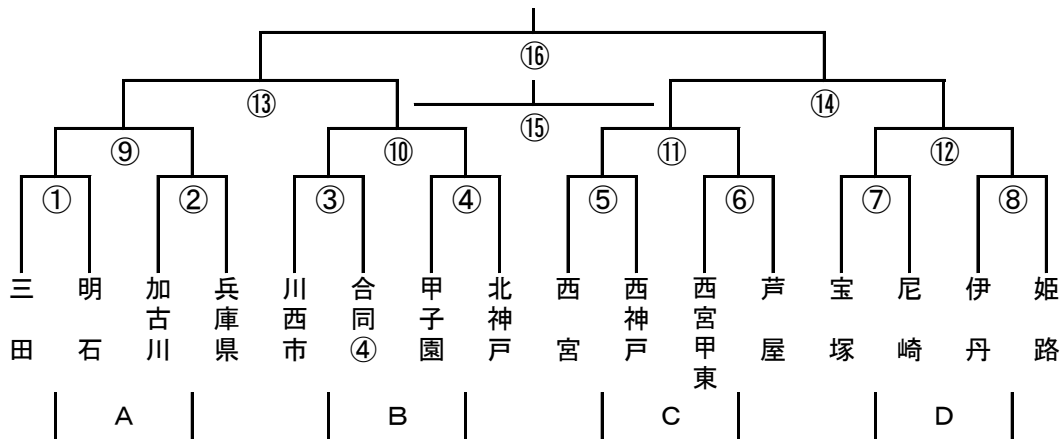 ⑯
⑬
⑮
⑭
⑨
⑩
⑪
⑫
①
②
③
④
⑤
⑥
⑦
⑧
三田
明石
加古川
兵庫県
川西市
合同④
甲子園
北神戸
西宮
西神戸
西宮甲東
芦屋
宝塚
尼崎
伊丹
姫路
A
B
C
D